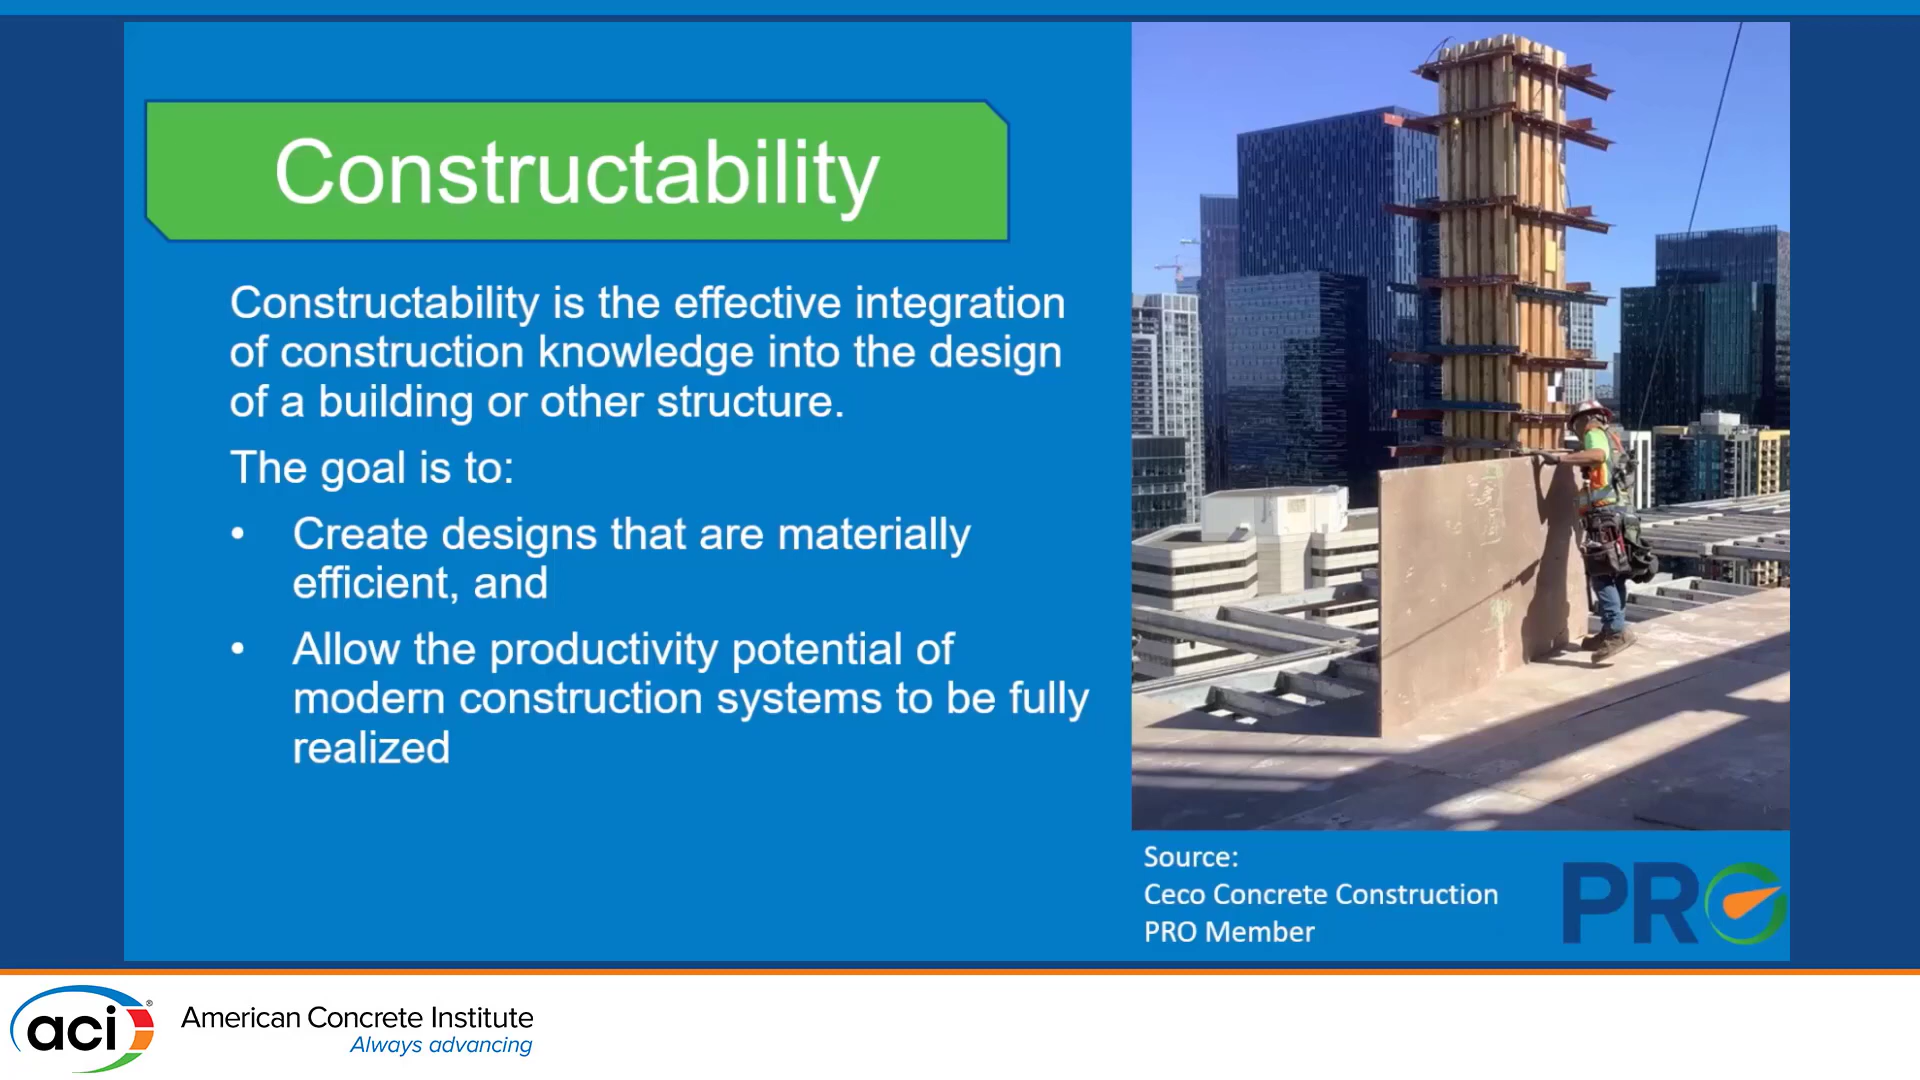 Constructability
Constructability is the effective integration
of construction knowledge into the design
of a building or other structure.
The goal is to:
• Create designs that are materially
efficient, and
• Allow the productivity potential of
modern construction systems to be fully
realized
Source:
Ceco Concrete Construction
PRO Member
PRO
aci®
American Concrete Institute
Always advancing